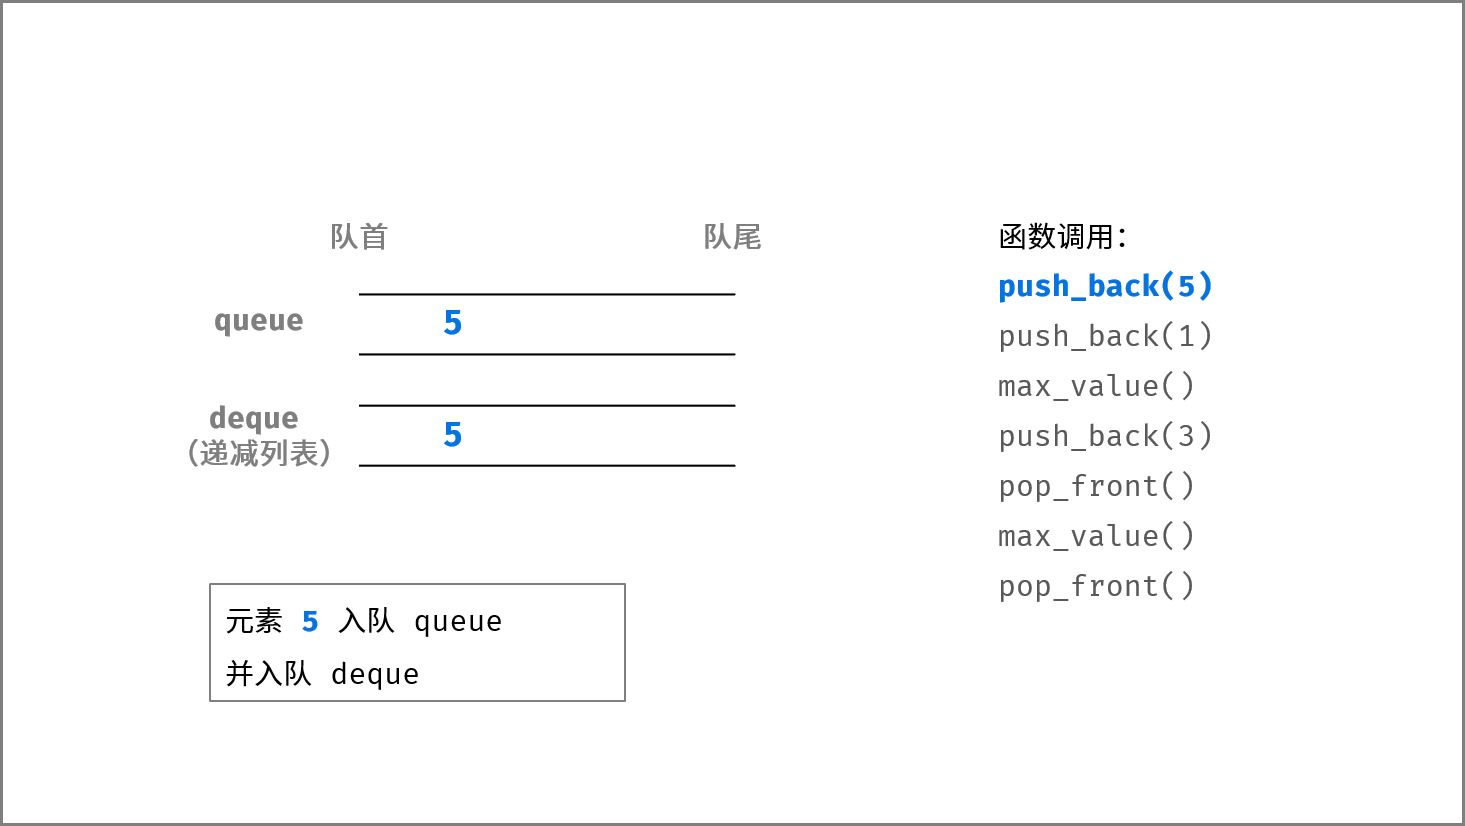 队首 队尾
queue 5
deque 5
（递减列表）
元素 5 入队 queue
并入队 deque
函数调用：
push_back(5)
push_back(1)
max_value()
push_back(3)
pop_front()
max_value()
pop_front()